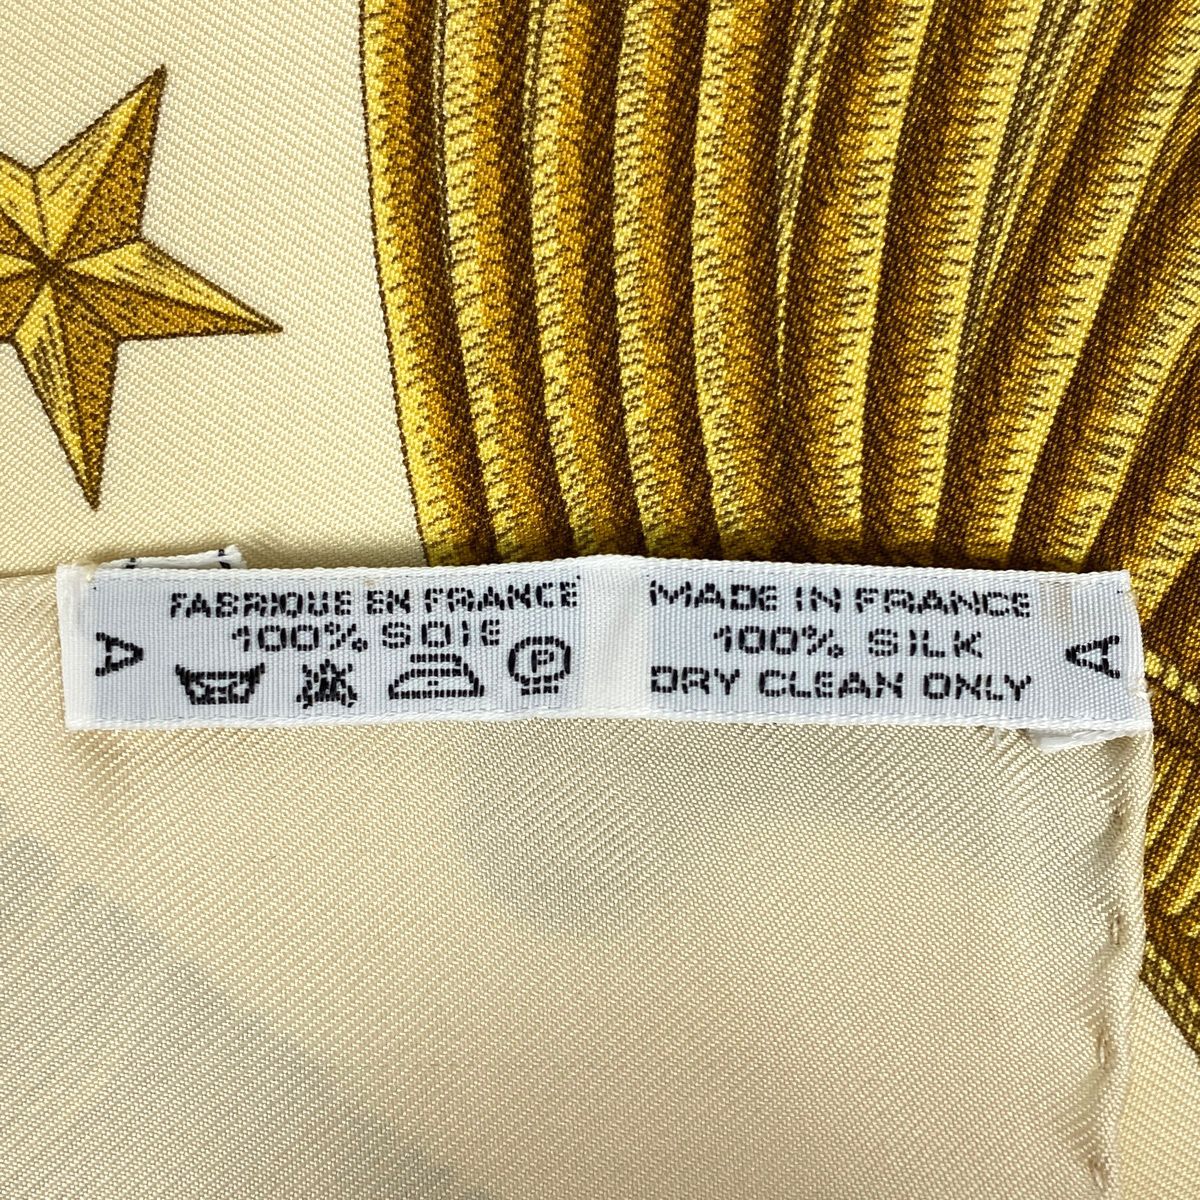 FABRIQUE EN FRANCE
100% SOIE
A
P
MADE IN FRANCE
100% SILK
DRY CLEAN ONLY
A